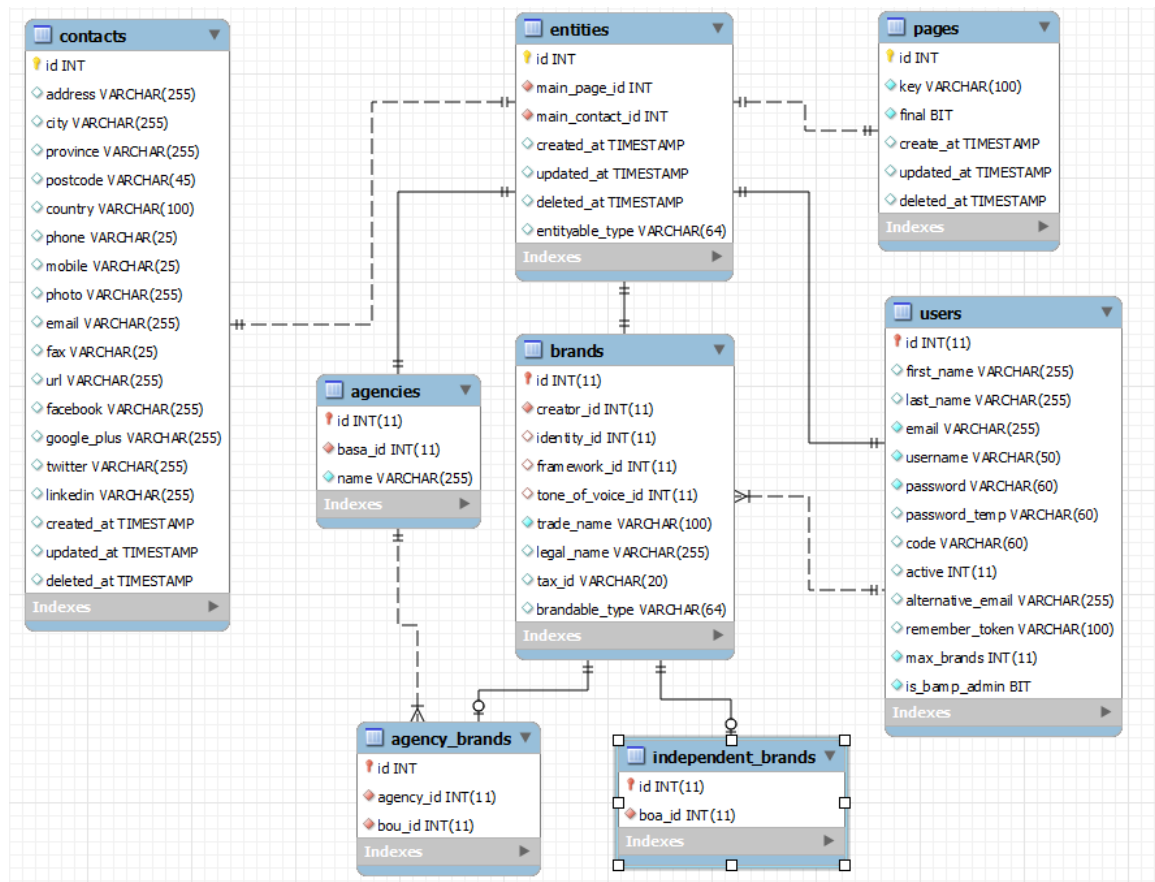 contacts
id INT
address VARCHAR(255)
city VARCHAR(255)
province VARCHAR(255)
postcode VARCHAR(45)
country VARCHAR(100)
phone VARCHAR(25)
mobile VARCHAR(25)
photo VARCHAR(255)
email VARCHAR(255)
fax VARCHAR(25)
url VARCHAR(255)
facebook VARCHAR(255)
google_plus VARCHAR(255)
twitter VARCHAR(255)
linkedin VARCHAR(255)
created_at TIMESTAMP
updated_at TIMESTAMP
deleted_at TIMESTAMP
Indexes
entities
id INT
main_page_id INT
main_contact_id INT
created_at TIMESTAMP
updated_at TIMESTAMP
deleted_at TIMESTAMP
entityable_type VARCHAR(64)
Indexes
pages
id INT
key VARCHAR(100)
final BIT
create_at TIMESTAMP
updated_at TIMESTAMP
deleted_at TIMESTAMP
Indexes
agencies
id INT(11)
basa_id INT(11)
name VARCHAR(255)
Indexes
brands
id INT(11)
creator_id INT(11)
identity_id INT(11)
framework_id INT(11)
tone_of_voice_id INT(11)
trade_name VARCHAR(100)
legal_name VARCHAR(255)
tax_id VARCHAR(20)
brandable_type VARCHAR(64)
Indexes
users
id INT(11)
first_name VARCHAR(255)
last_name VARCHAR(255)
email VARCHAR(255)
username VARCHAR(50)
password VARCHAR(60)
password_temp VARCHAR(60)
code VARCHAR(60)
active INT(11)
alternative_email VARCHAR(255)
remember_token VARCHAR(100)
max_brands INT(11)
is_bamp_admin BIT
Indexes
agency_brands
id INT
agency_id INT(11)
bou_id INT(11)
Indexes
independent_brands
id INT(11)
boa_id INT(11)
Indexes